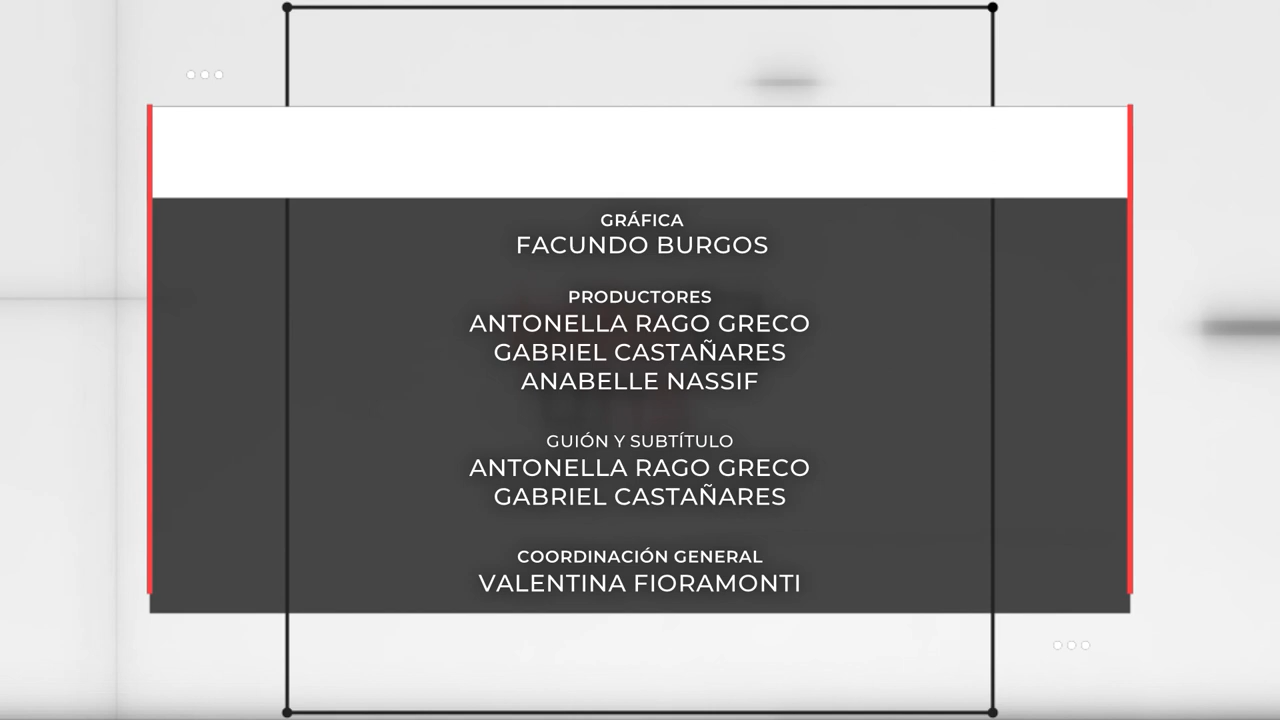 GRÁFICA
FACUNDO BURGOS
PRODUCTORES
ANTONELLA RAGO GRECO
GABRIEL CASTAÑARES
ANABELLE NASSIF
GUIÓN Y SUBTÍTULO
ANTONELLA RAGO GRECO
GABRIEL CASTAÑARES
COORDINACIÓN GENERAL
VALENTINA FIORAMONTI